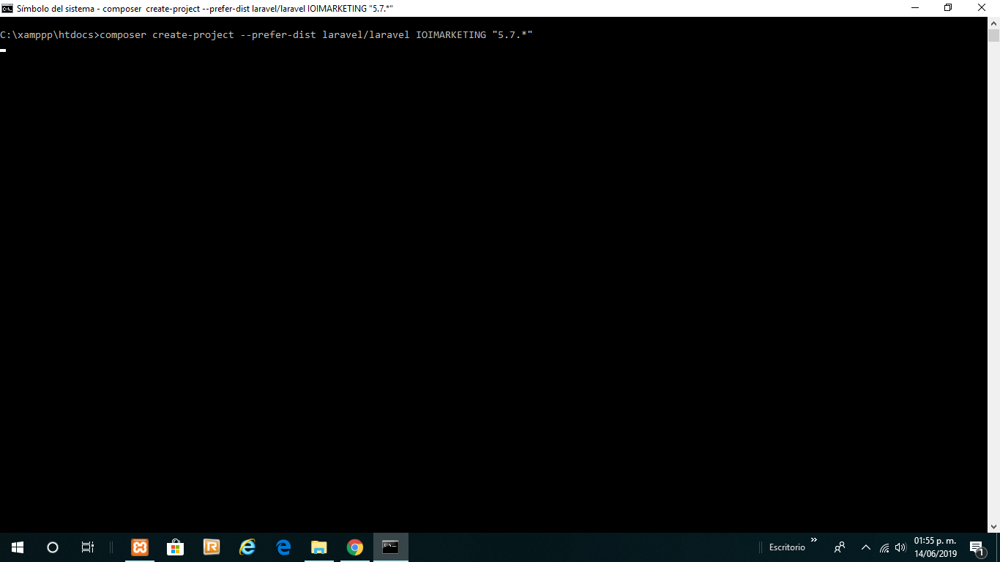 Símbolo del sistema - composer  create-project --prefer-dist laravel/laravel IOIMARKETING "5.7.*"
C:\xamppp\htdocs>composer create-project --prefer-dist laravel/laravel IOIMARKETING "5.7.*"
Escritorio
01:55 p. m.
14/06/2019
1